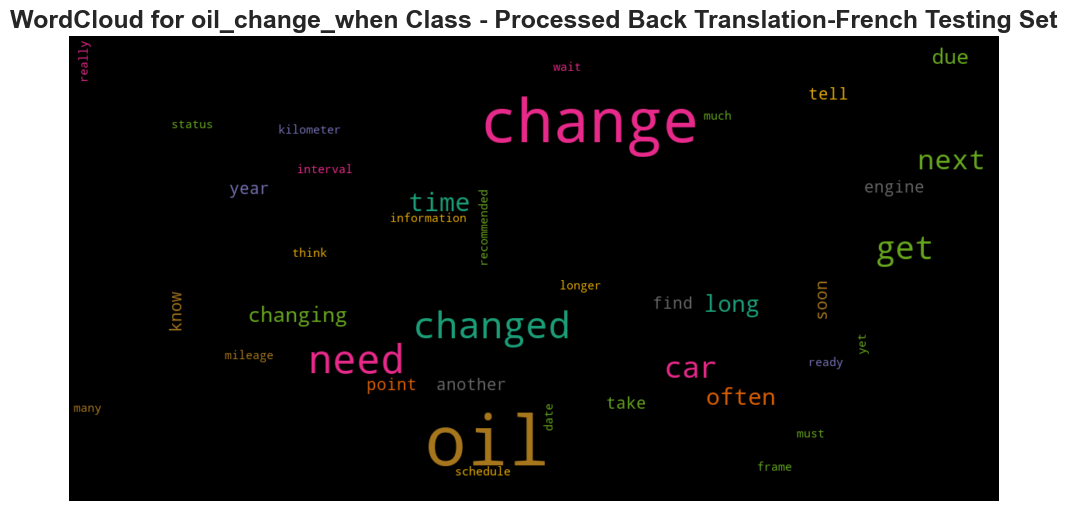 WordCloud for oil_change_when Class - Processed Back Translation-French Testing Set
really
wait
due
tell
change
much
status
kilometer
next
interval
engine
year
time
information
recommended
think
get
longer
know
find
long
soon
changing
changed
yet
mileage
need
car
ready
point
another
often
take
many
date
oil
must
schedule
frame